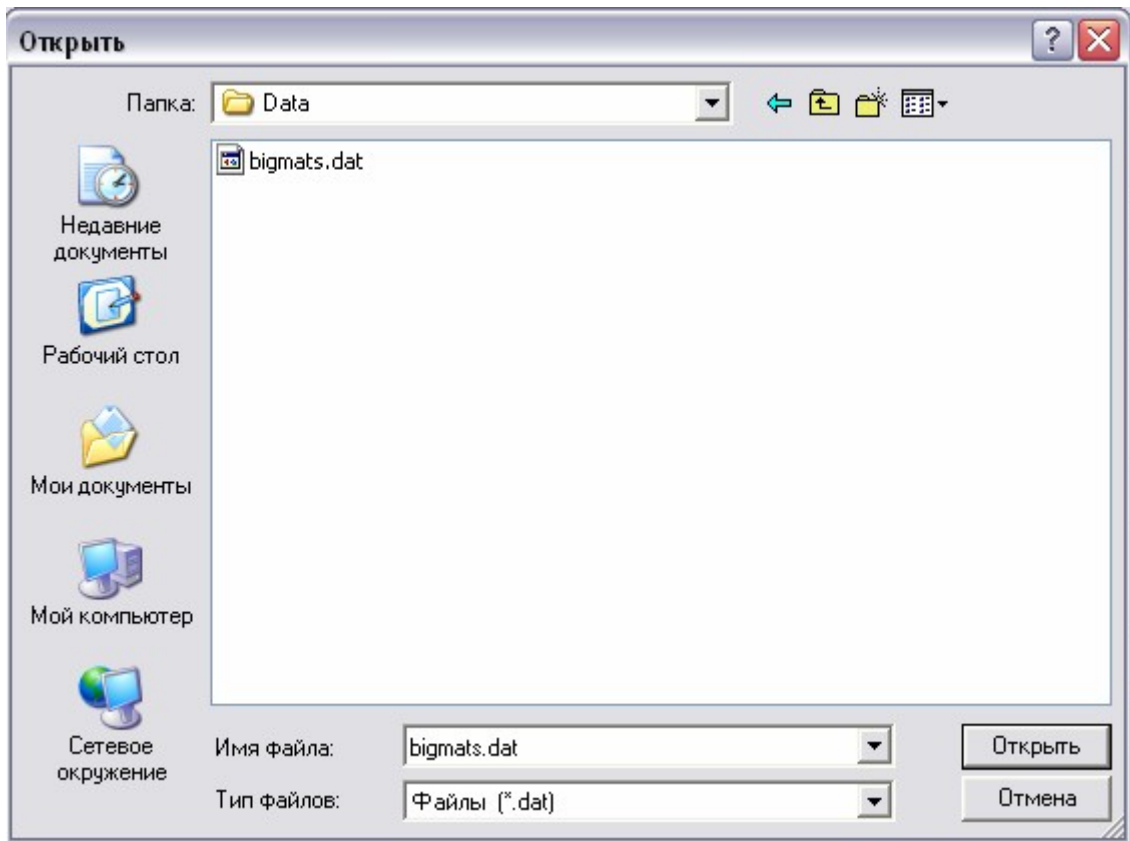 Открыть
Папка: Data
bigmats.dat
Недавние
документы
Рабочий стол
Мои документы
Мой компьютер
Сетевое
окружение
Имя файла: bigmats.dat Открыть
Тип файлов: Файлы (*.dat) Отмена